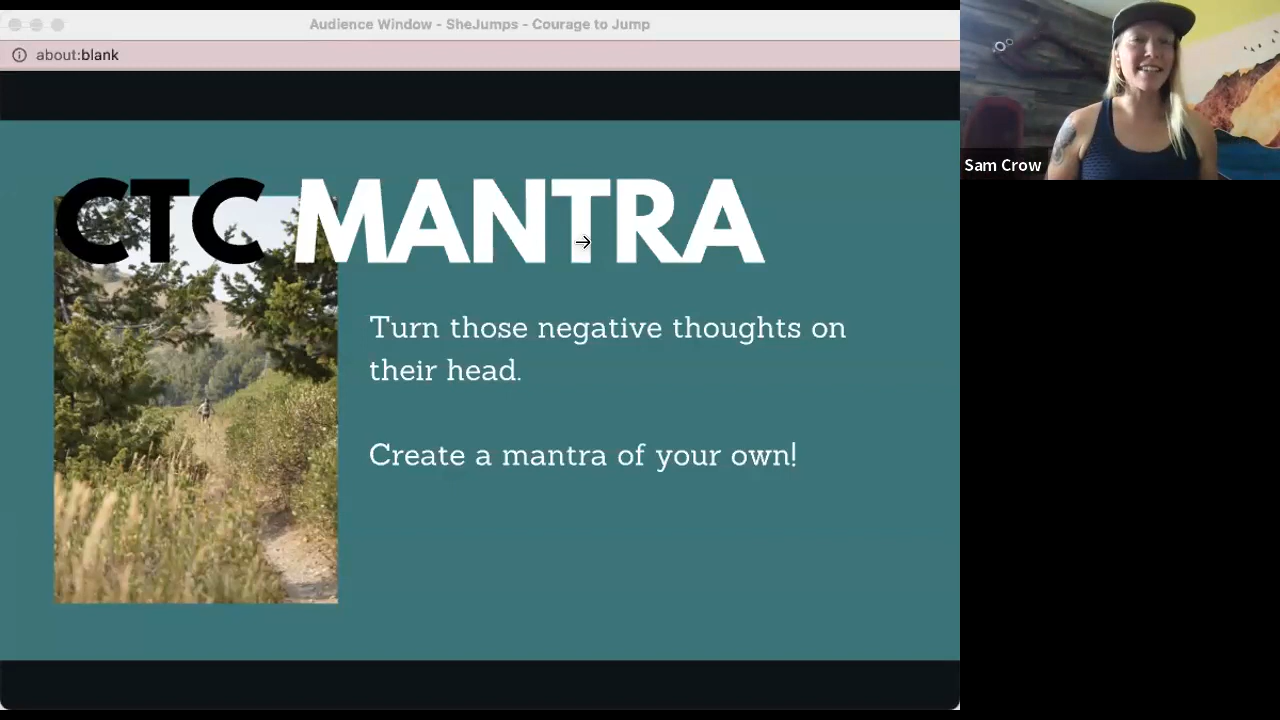 Audience Window - SheJumps - Courage to Jump
about:blank
CTC MANTRA
Turn those negative thoughts on
their head.
Create a mantra of your own!
Sam Crow